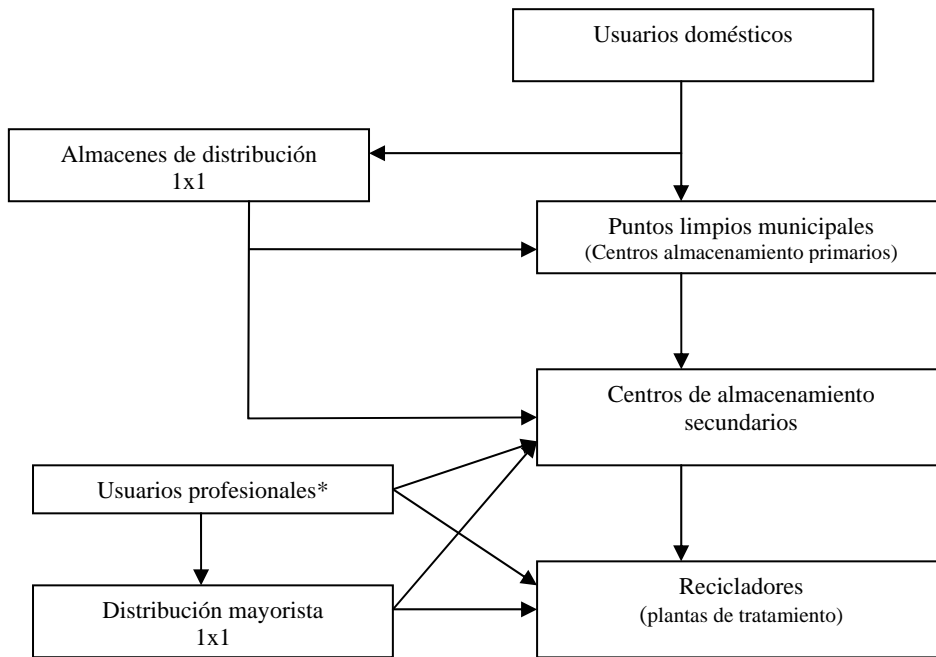 Usuarios domésticos
Almacenes de distribución
1x1
Puntos limpios municipales
(Centros almacenamiento primarios)
Centros de almacenamiento
secundarios
Usuarios profesionales*
Distribución mayorista
1x1
Recicladores
(plantas de tratamiento)